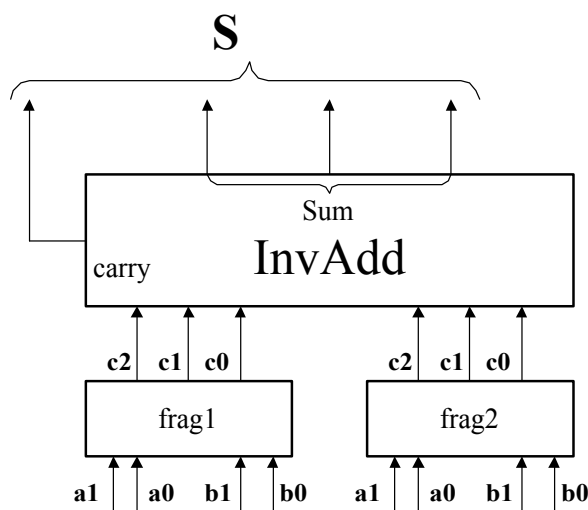 S
Sum
InvAdd
carry
c2 c1 c0 c2 c1 c0
frag1 frag2
a1 a0 b1 b0 a1 a0 b1 b0